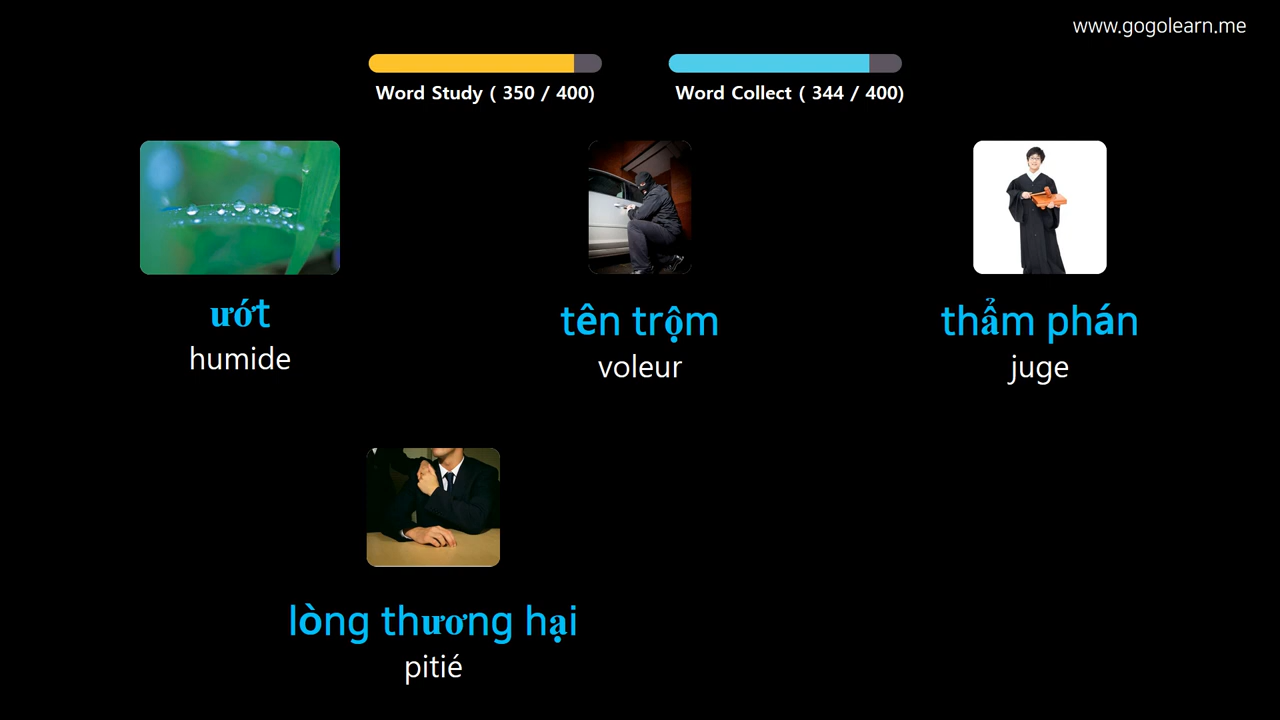 www.gogolearn.me
Word Study ( 350 / 400)
Word Collect ( 344 / 400)
ướt
humide
tên trộm
voleur
thẩm phán
juge
lòng thương hại
pitié